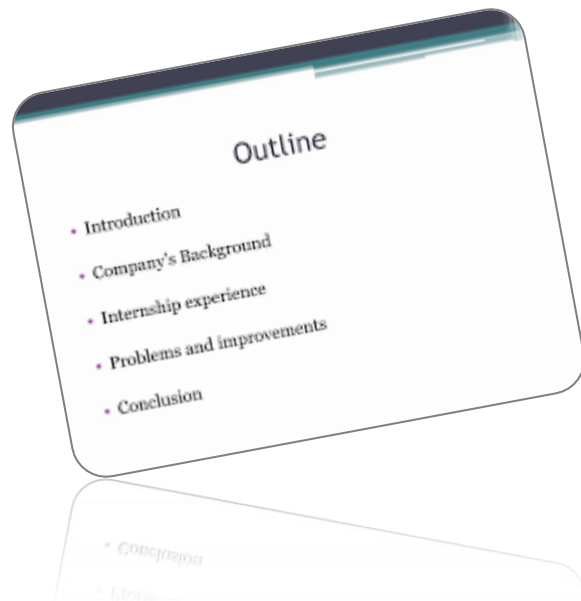 Outline
• Introduction
• Company's Background
• Internship experience
• Problems and improvements
• Conclusion